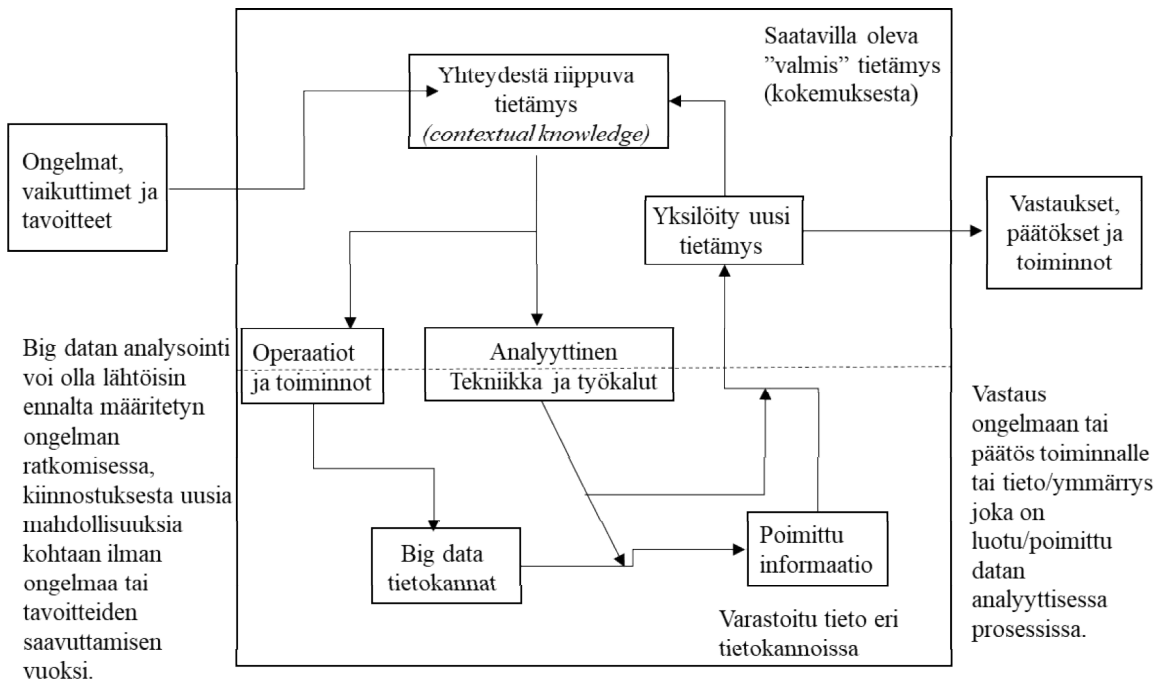 Saatavilla oleva
”valmis” tietämys
(kokemuksesta)
Yhteydestä riippuva
tietämys
(contextual knowledge)
Ongelmat,
vaikuttimet ja
tavoitteet
Yksilöity uusi
tietämys
Vastaukset,
päätökset ja
toiminnot
Operaatiot
ja toiminnot
Analyyttinen
Tekniikka ja työkalut
Big datan analysointi
voi olla lähtöisin
ennalta määritetyn
ongelman
ratkomisessa,
kiinnostuksesta uusia
mahdollisuuksia
kohtaan ilman
ongelmaa tai
tavoitteiden
saavuttamisen
vuoksi.
Big data
tietokannat
Poimittu
informaatio
Varastoitu tieto eri
tietokannoissa
Vastaus
ongelmaan tai
päätös toiminnalle
tai tieto/ymmärrys
joka on
luotu/poimittu
datan
analyyttisessa
prosessissa.